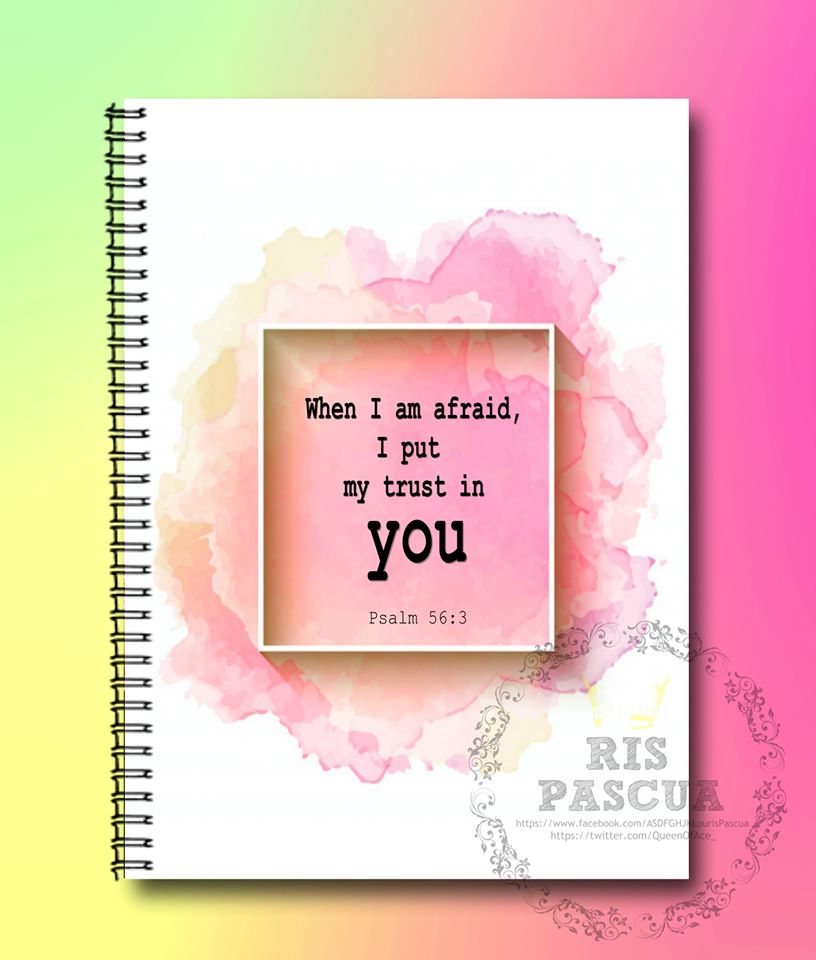 When I am afraid,
I put
my trust in
you
Psalm 56:3
RIS
PASCUA
https://www.facebook.com/ASDFGHJKLourisPascua
https://twitter.com/QueenOfAce_